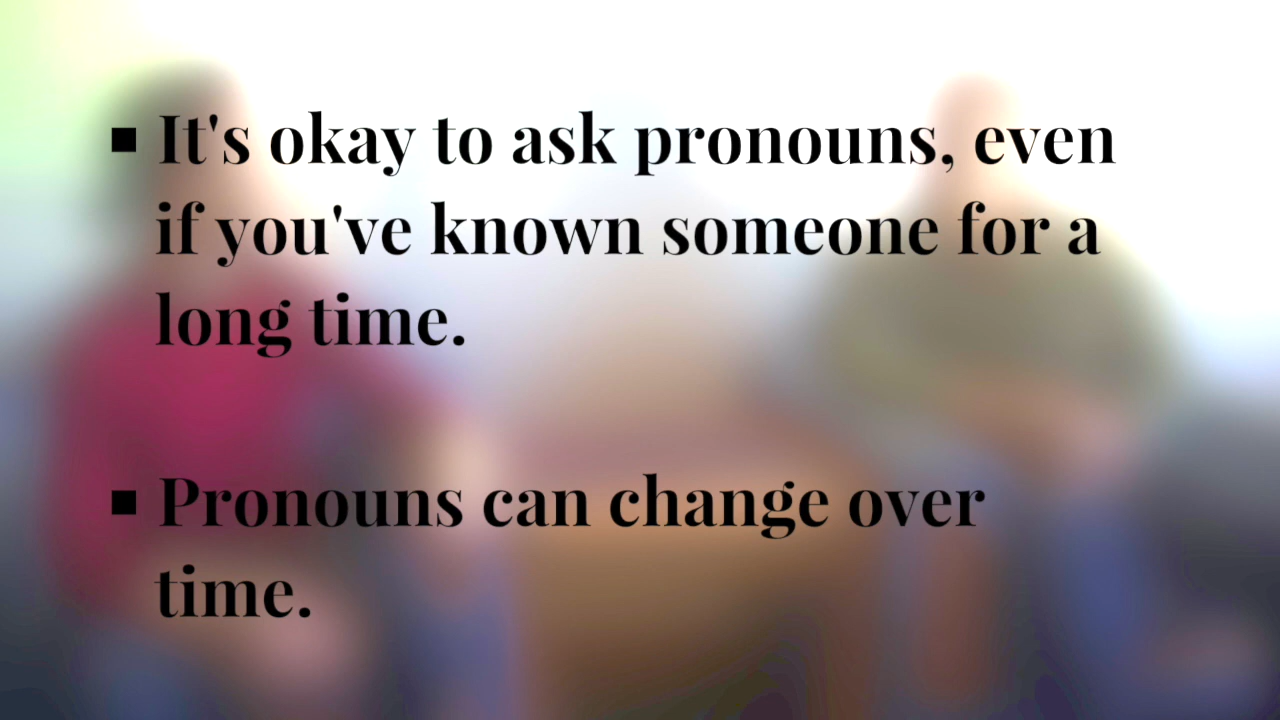 ▪ It's okay to ask pronouns, even
if you've known someone for a
long time.
▪ Pronouns can change over
time.